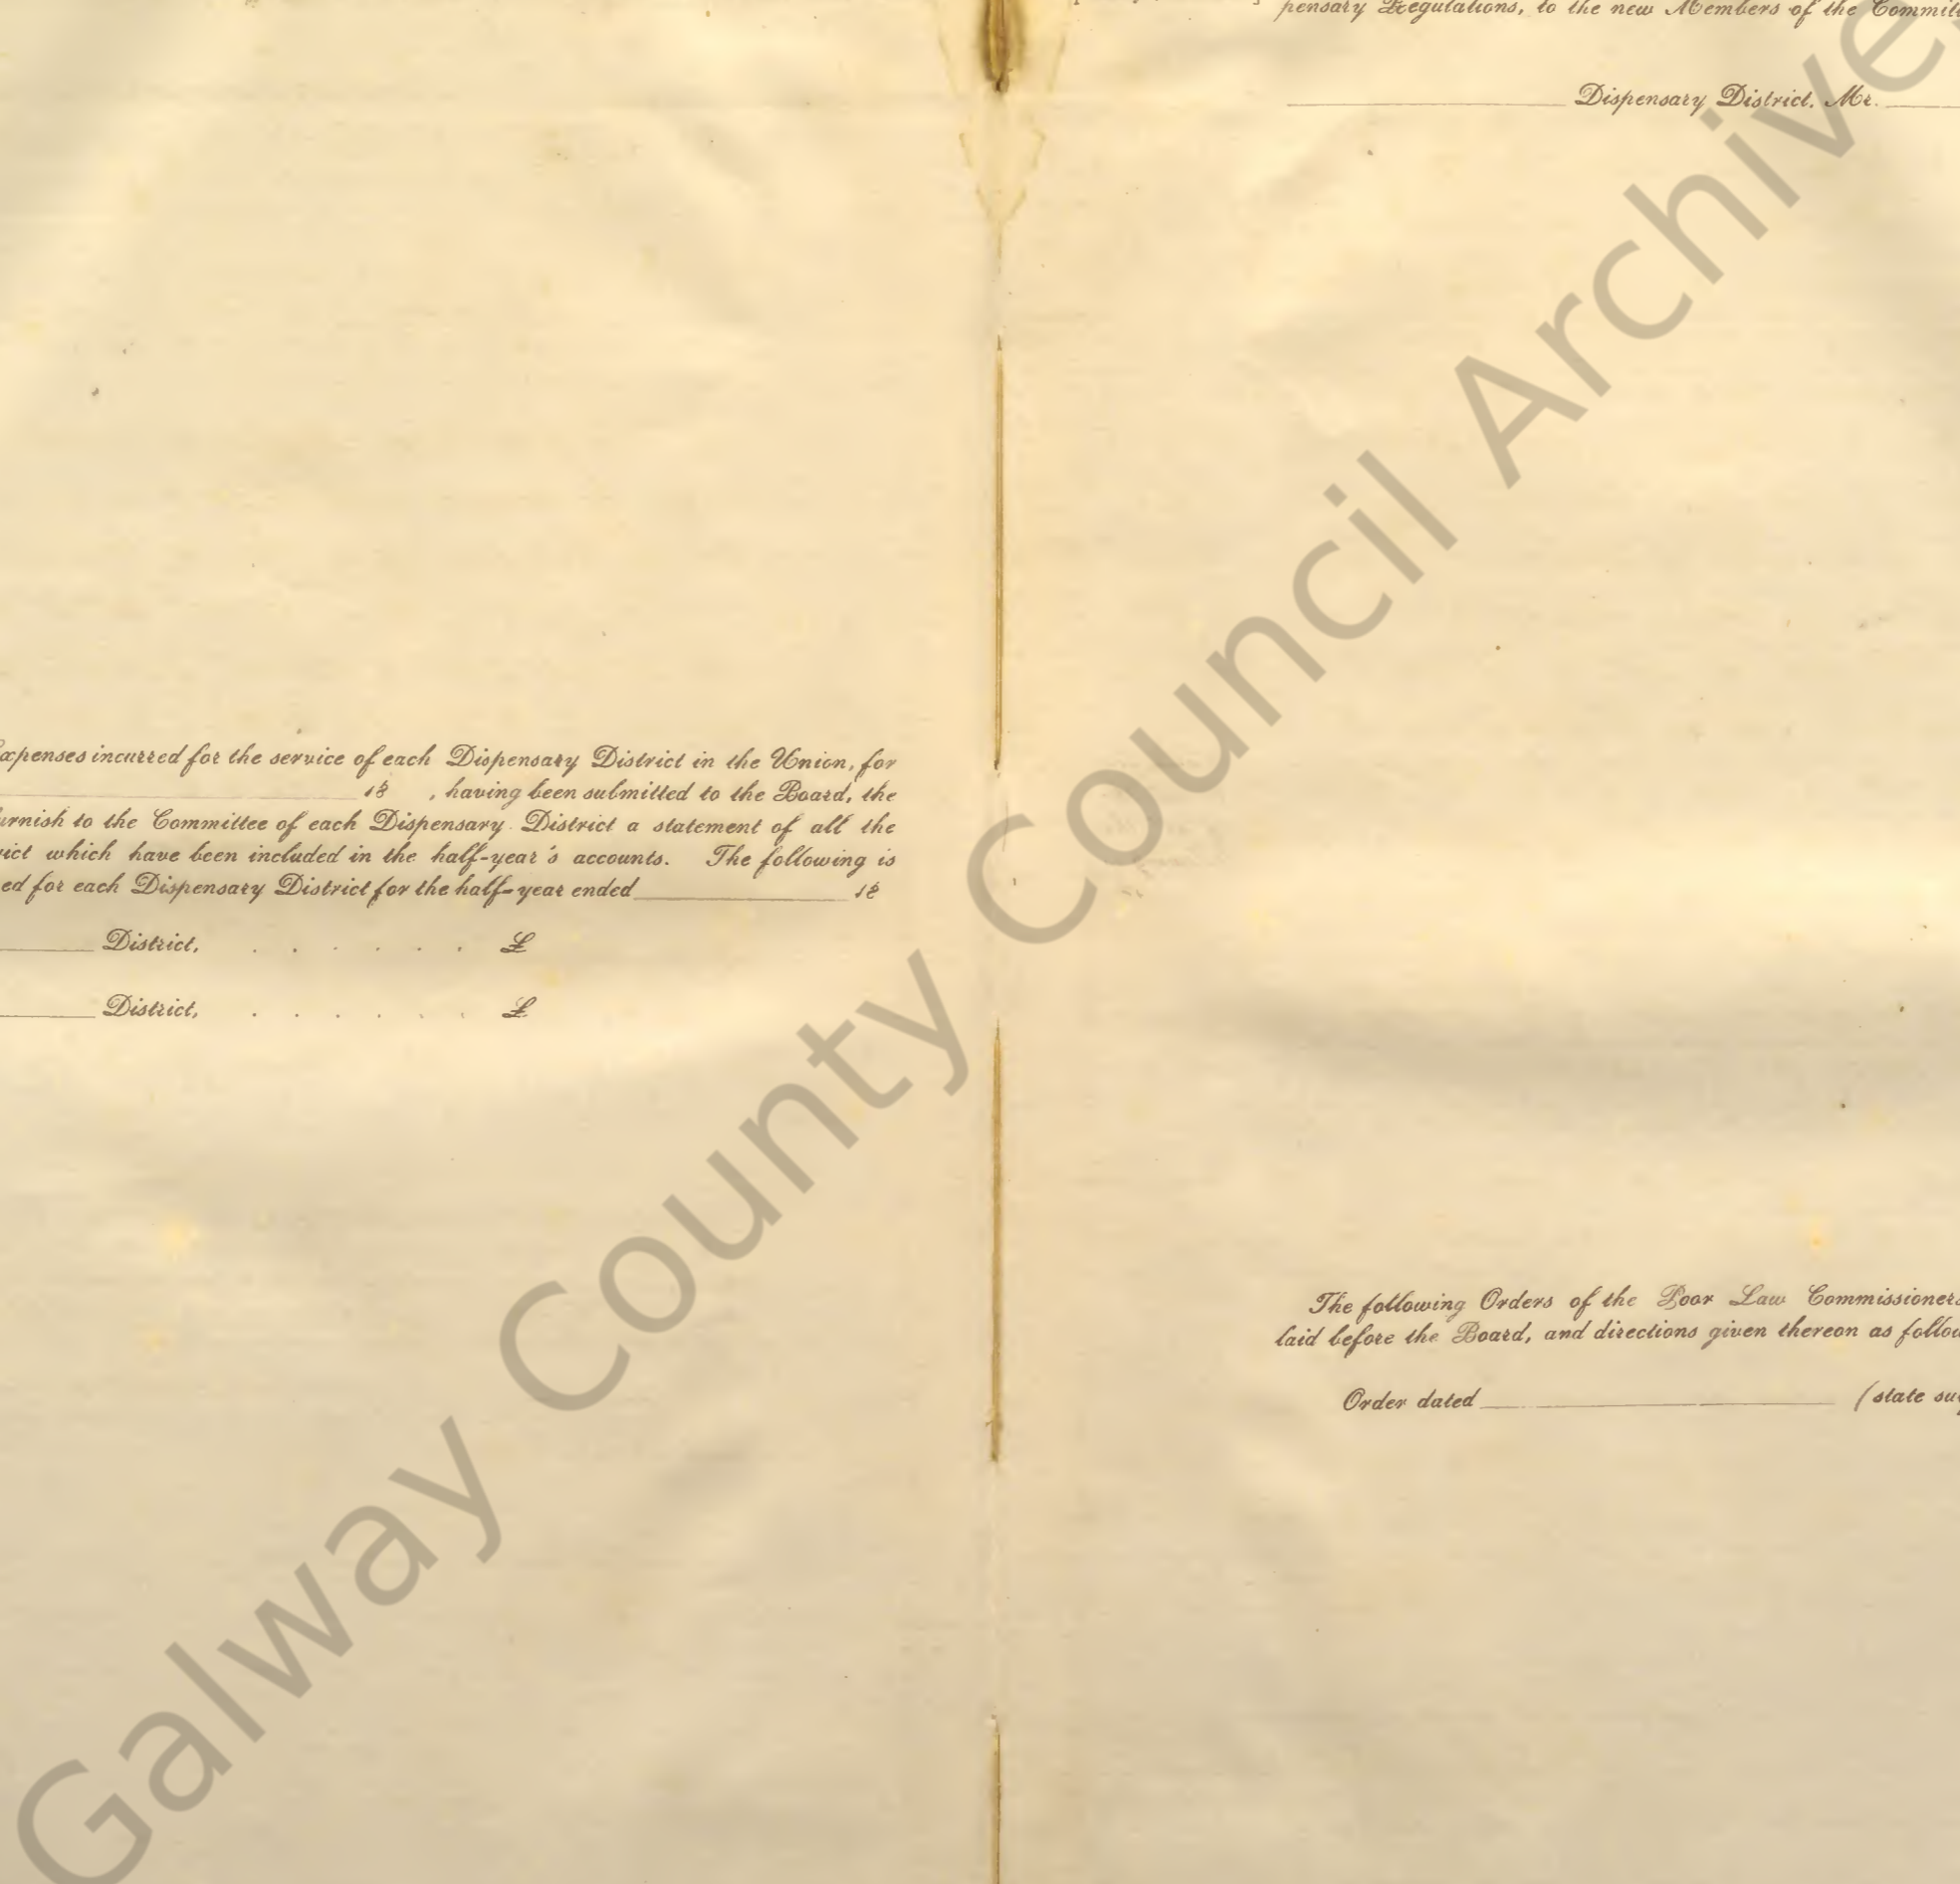 xpenses incurred for the service of each Dispensary District in the Union, for
18 , having been submitted to the Board, the
urnish to the Committee of each Dispensary District a statement of all the
ict which have been included in the half-year's accounts. The following is
ed for each Dispensary District for the half-year ended 18
District, . . . . . . £
District, . . . . . . £
pensary Regulations, to the new Members of the Commit
Dispensary District. Mr.
The following Orders of the Poor Law Commissioners
laid before the Board, and directions given thereon as follow
Order dated (state su
Galway County Council Archive